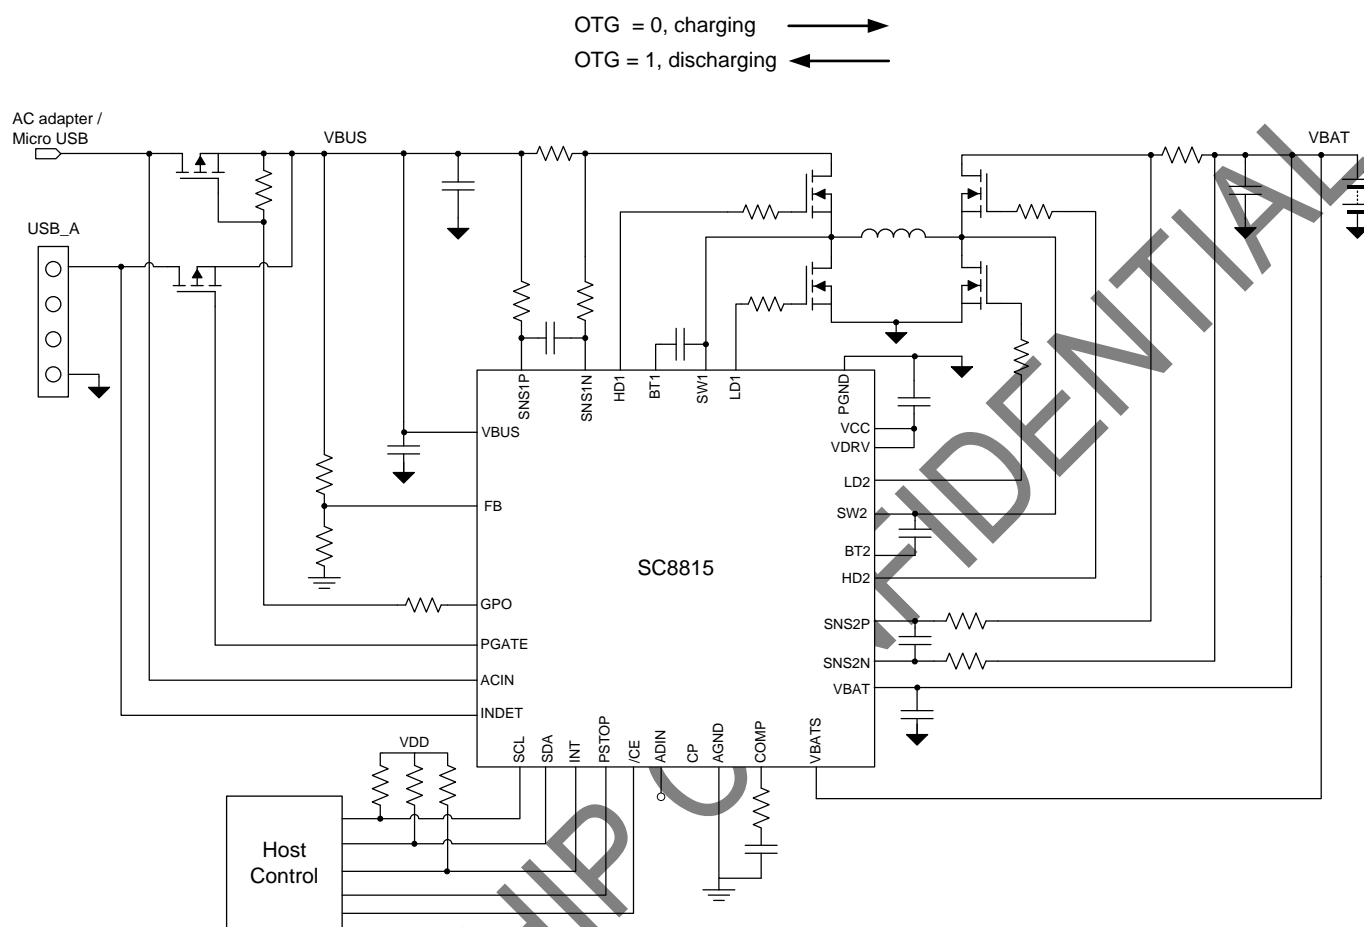 OTG = 0, charging
OTG = 1, discharging
AC adapter /
Micro USB
VBUS
VBAT
USB_A
SNS1P
SNS1N
HD1
BT1
SW1
LD1
PGND
VBUS
VCC
VDRV
LD2
FB
SW2
BT2
SC8815
HD2
GPO
SNS2P
PGATE
SNS2N
ACIN
VBAT
INDET
VDD
SCL
SDA
INT
PSTOP
/CE
ADIN
CP
AGND
COMP
VBATS
Host
Control